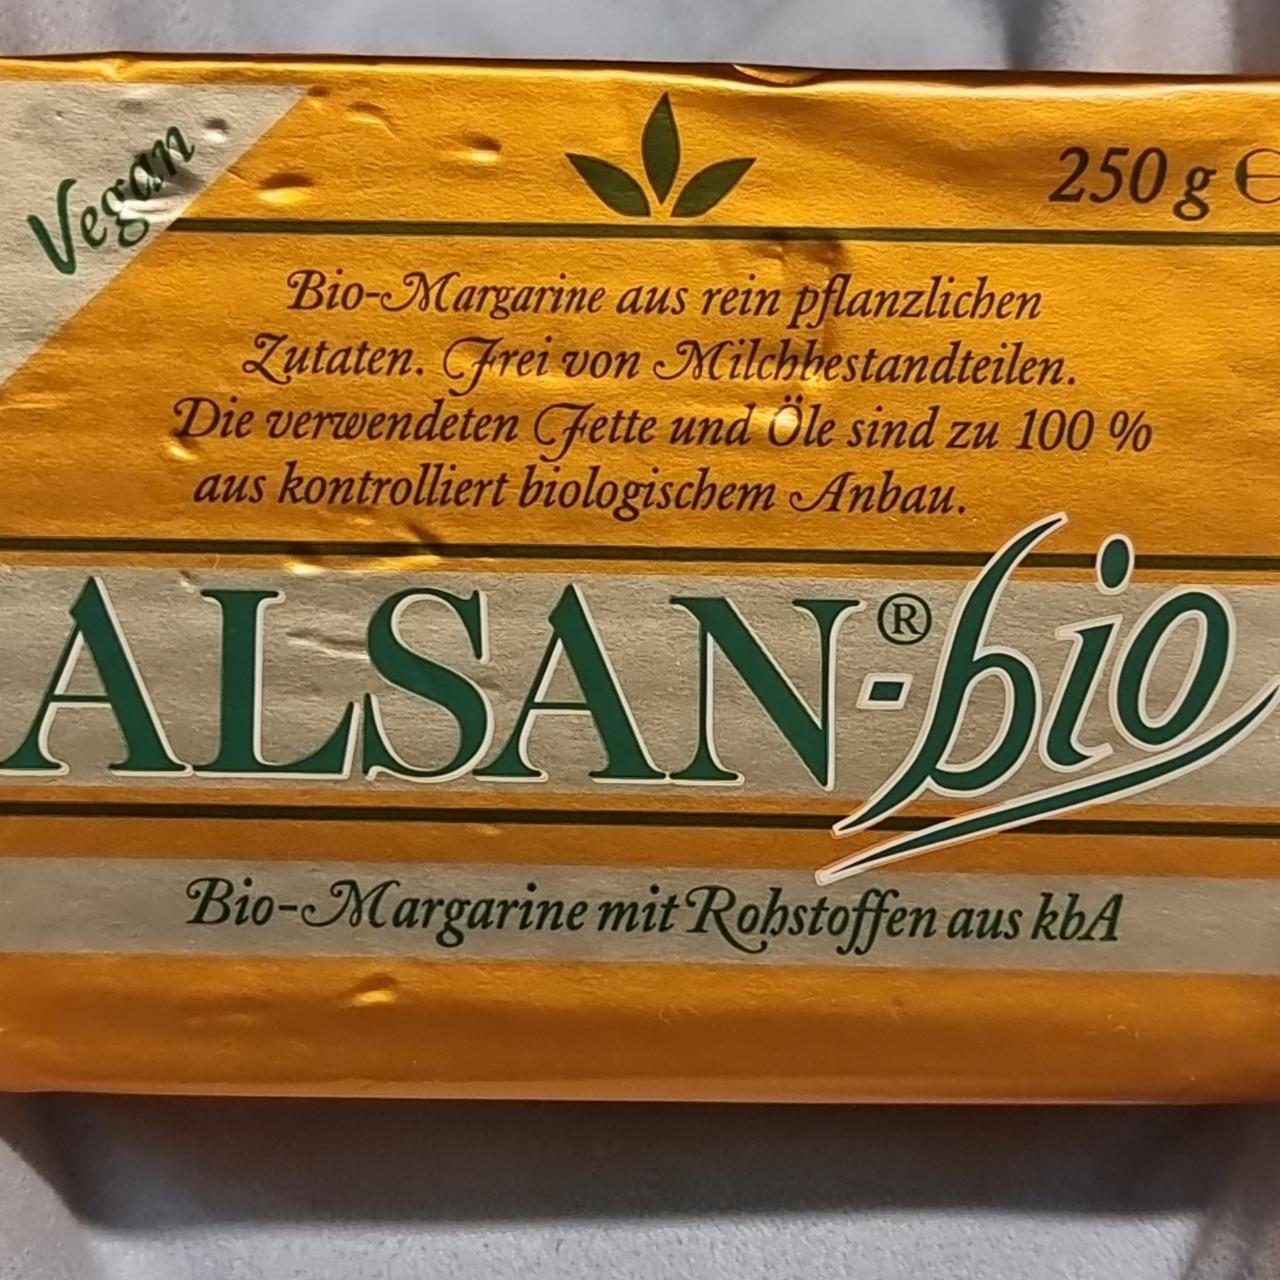 Vegan
250 g ℮
Bio-Margarine aus rein pflanzlichen
Zutaten. Frei von Milchbestandteilen.
Die verwendeten Fette und Öle sind zu 100 %
aus kontrolliert biologischem Anbau.
ALSAN®-bio
Bio-Margarine mit Rohstoffen aus kbA